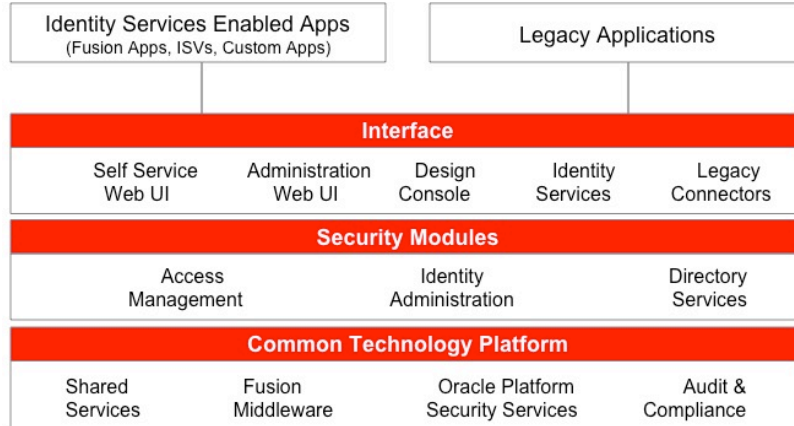 Identity Services Enabled Apps
(Fusion Apps, ISVs, Custom Apps)
Legacy Applications
Interface
Self Service
Web UI
Administration
Web UI
Design
Console
Identity
Services
Legacy
Connectors
Security Modules
Access
Management
Identity
Administration
Directory
Services
Common Technology Platform
Shared
Services
Fusion
Middleware
Oracle Platform
Security Services
Audit &
Compliance